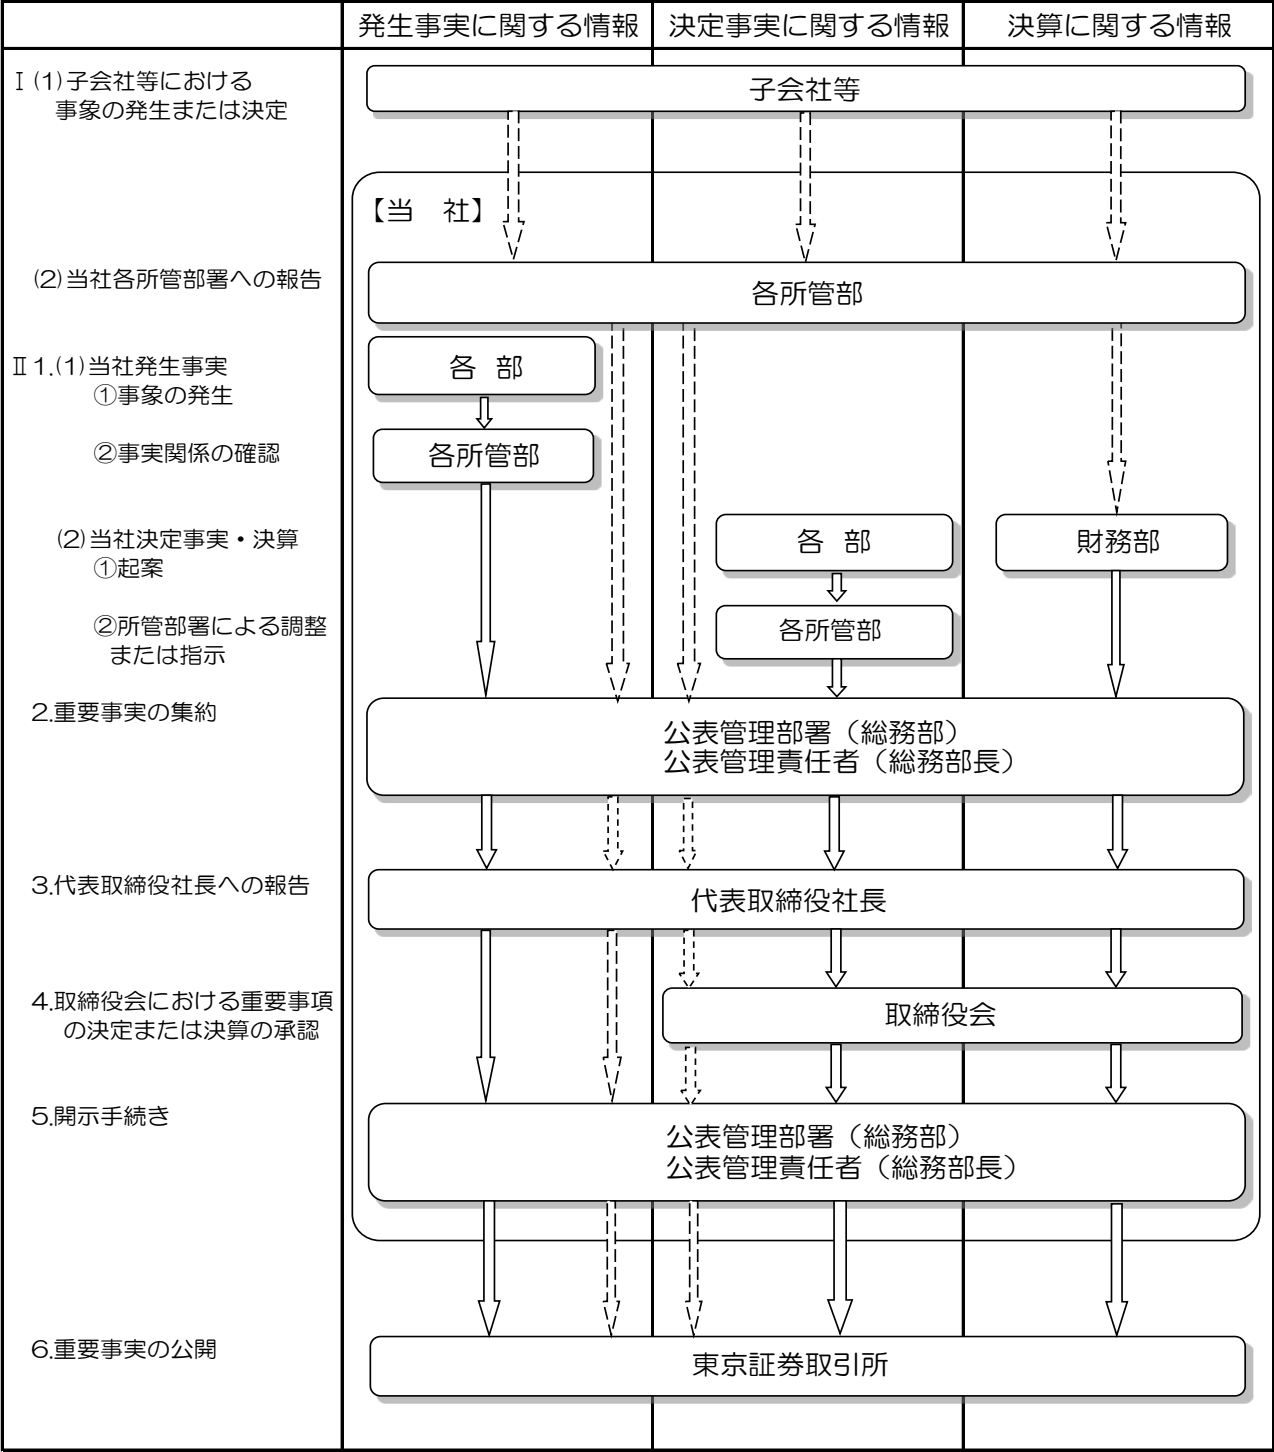 発生事実に関する情報 決定事実に関する情報 決算に関する情報
Ⅰ(1)子会社等における
事象の発生または決定
子会社等
【当　社】
(2)当社各所管部署への報告
各所管部
Ⅱ1.(1)当社発生事実
①事象の発生
各　部
②事実関係の確認
各所管部
(2)当社決定事実・決算
①起案
各　部
財務部
②所管部署による調整
または指示
各所管部
2.重要事実の集約
公表管理部署（総務部）
公表管理責任者（総務部長）
3.代表取締役社長への報告
代表取締役社長
4.取締役会における重要事項
の決定または決算の承認
取締役会
5.開示手続き
公表管理部署（総務部）
公表管理責任者（総務部長）
6.重要事実の公開
東京証券取引所